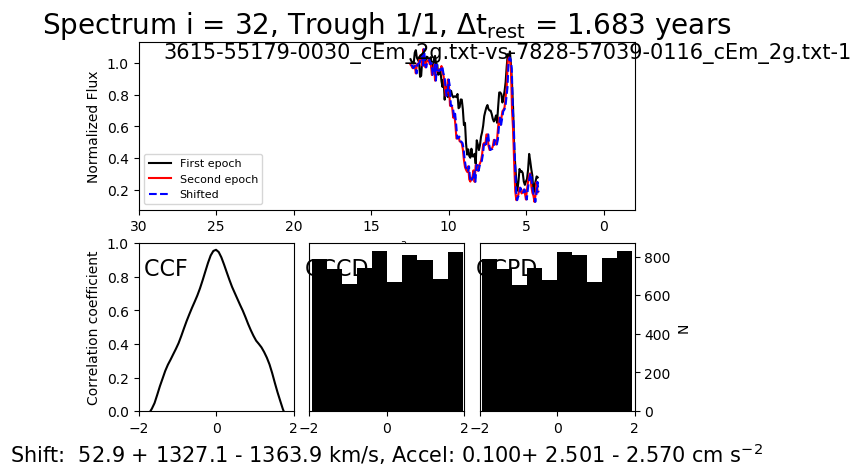 Spectrum i = 32, Trough 1/1, Δt_rest = 1.683 years
3615-55179-0030_cEm_2g.txt-vs-7828-57039-0116_cEm_2g.txt-1
Normalized Flux
1.0
0.8
0.6
0.4
0.2
First epoch
Second epoch
Shifted
30 25 20 15 10 5 0
Correlation coefficient
1.0
0.8
0.6
0.4
0.2
0.0
CCF
CCCD
CCPD
800
600
400
200
0
N
−2 0 2
−2 0 2
−2 0 2
Shift:  52.9 + 1327.1 - 1363.9 km/s, Accel: 0.100+ 2.501 - 2.570 cm s⁻²